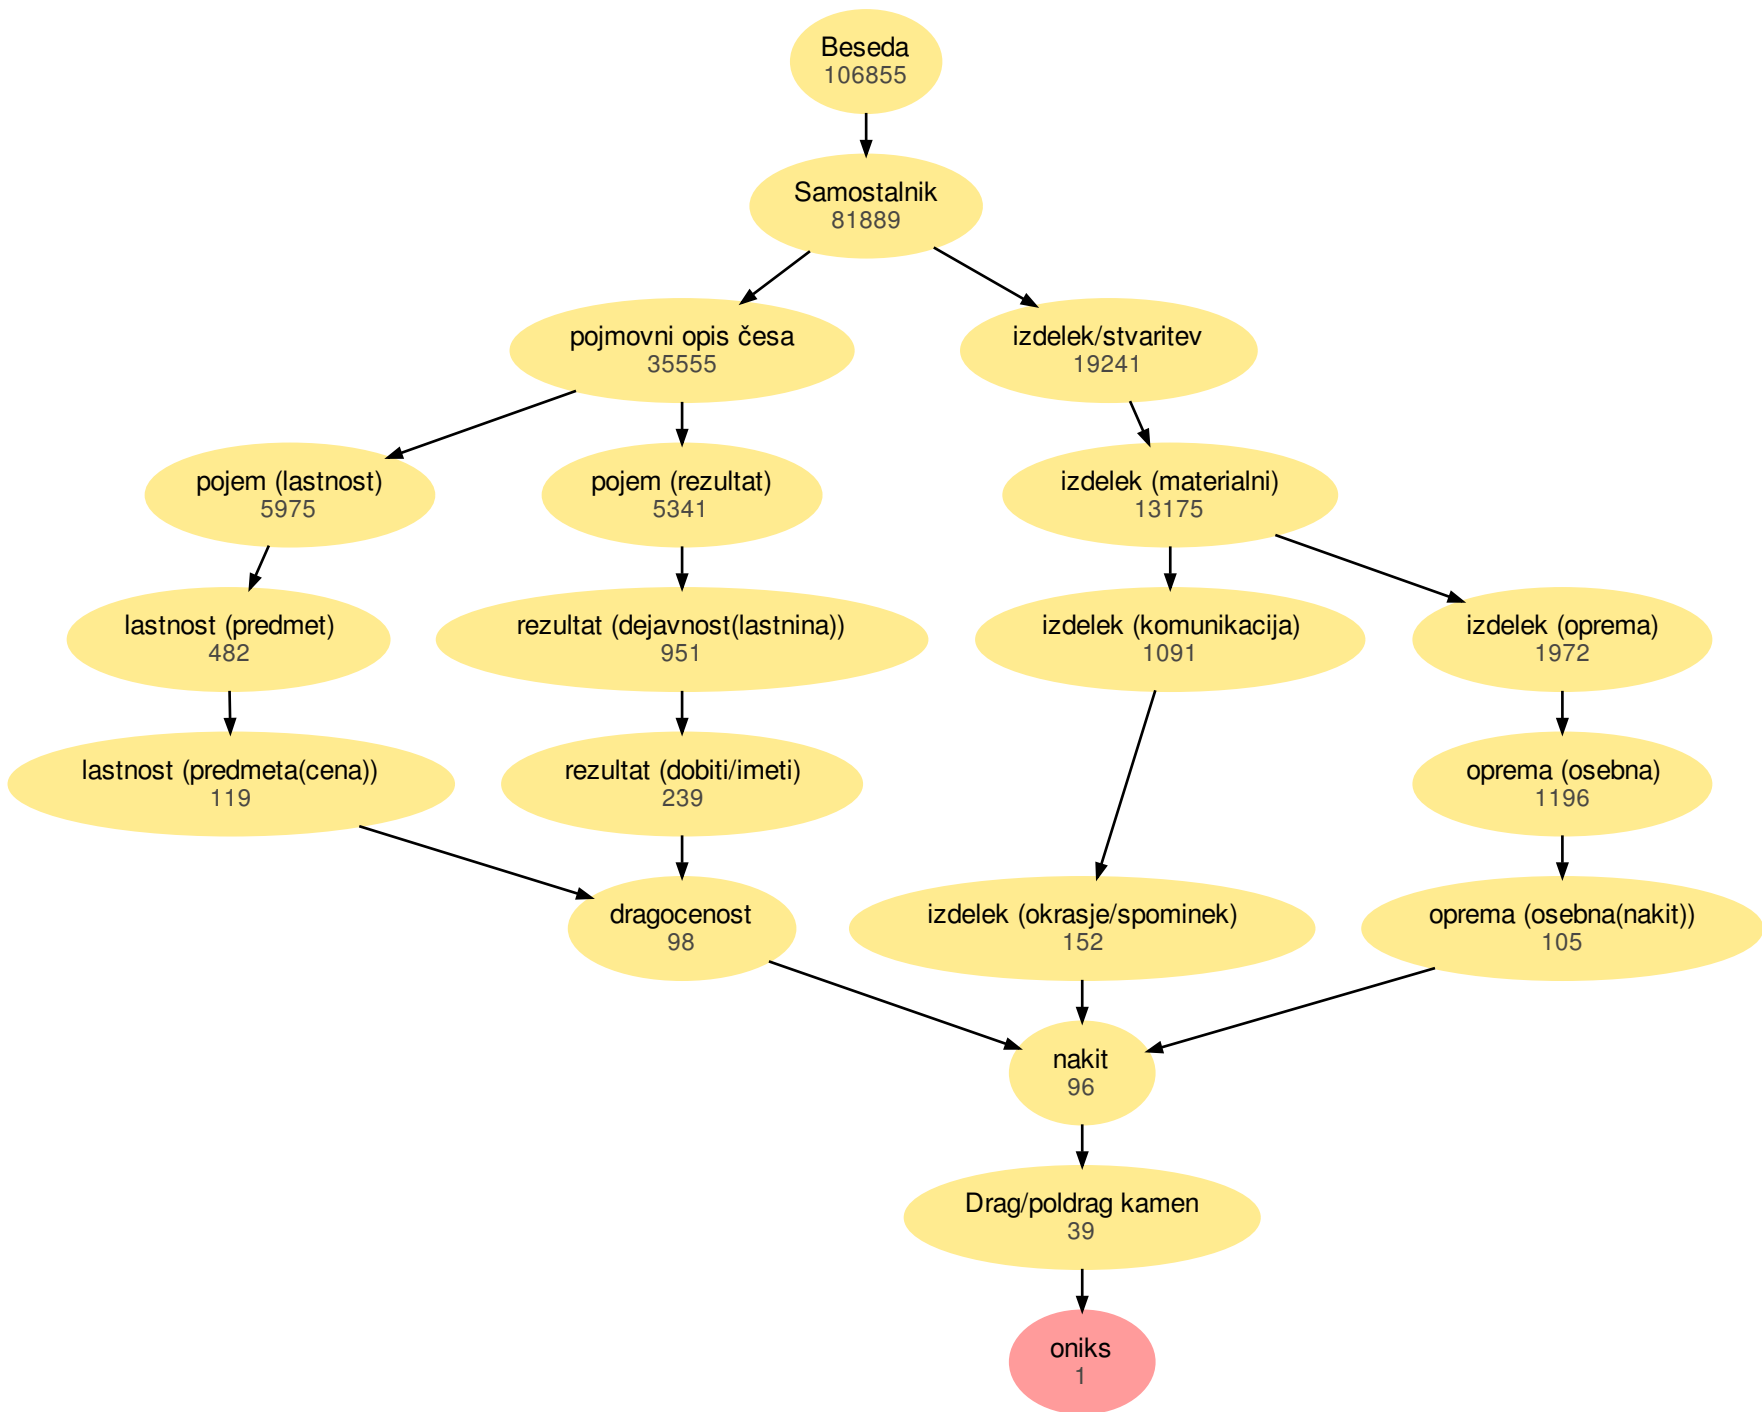 Beseda
106855
Samostalnik
81889
pojmovni opis česa
35555
izdelek/stvaritev
19241
pojem (lastnost)
5975
pojem (rezultat)
5341
izdelek (materialni)
13175
lastnost (predmet)
482
rezultat (dejavnost(lastnina))
951
izdelek (komunikacija)
1091
izdelek (oprema)
1972
lastnost (predmeta(cena))
119
rezultat (dobiti/imeti)
239
oprema (osebna)
1196
dragocenost
98
izdelek (okrasje/spominek)
152
oprema (osebna(nakit))
105
nakit
96
Drag/poldrag kamen
39
oniks
1